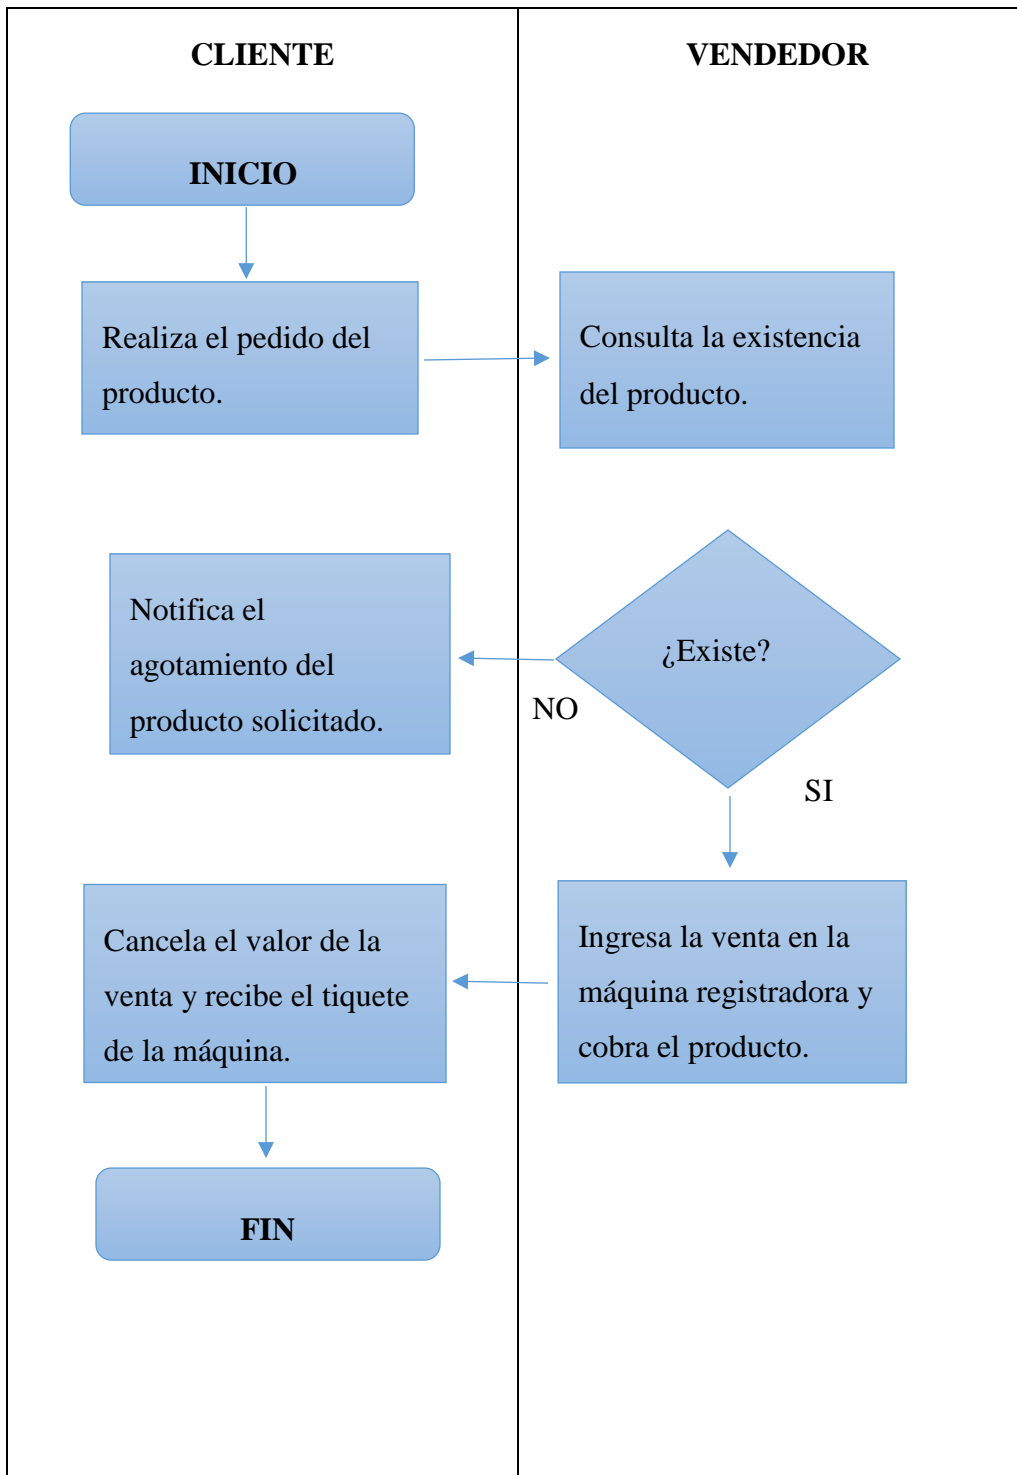 CLIENTE
VENDEDOR
INICIO
Realiza el pedido del
producto.
Consulta la existencia
del producto.
Notifica el
agotamiento del
producto solicitado.
¿Existe?
NO
SI
Cancela el valor de la
venta y recibe el tiquete
de la máquina.
Ingresa la venta en la
máquina registradora y
cobra el producto.
FIN